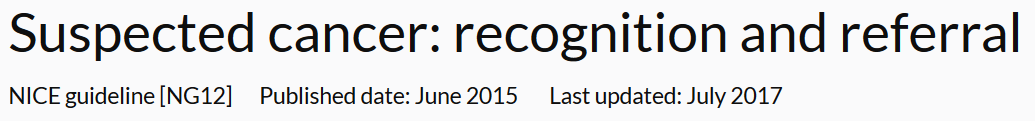 Suspected cancer: recognition and referral
NICE guideline [NG12] Published date: June 2015 Last updated: July 2017